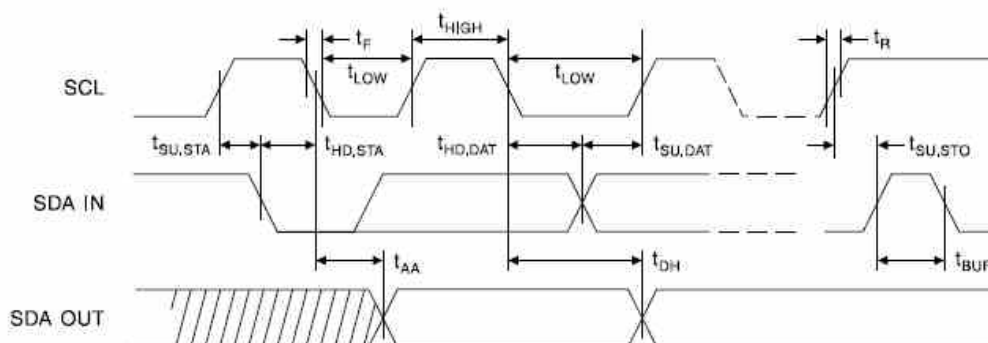 tF
tHIGH
tR
SCL
tLOW
tLOW
tSU,STA
tHD,STA
tHD,DAT
tSU,DAT
tSU,STO
SDA IN
tAA
tDH
tBUF
SDA OUT